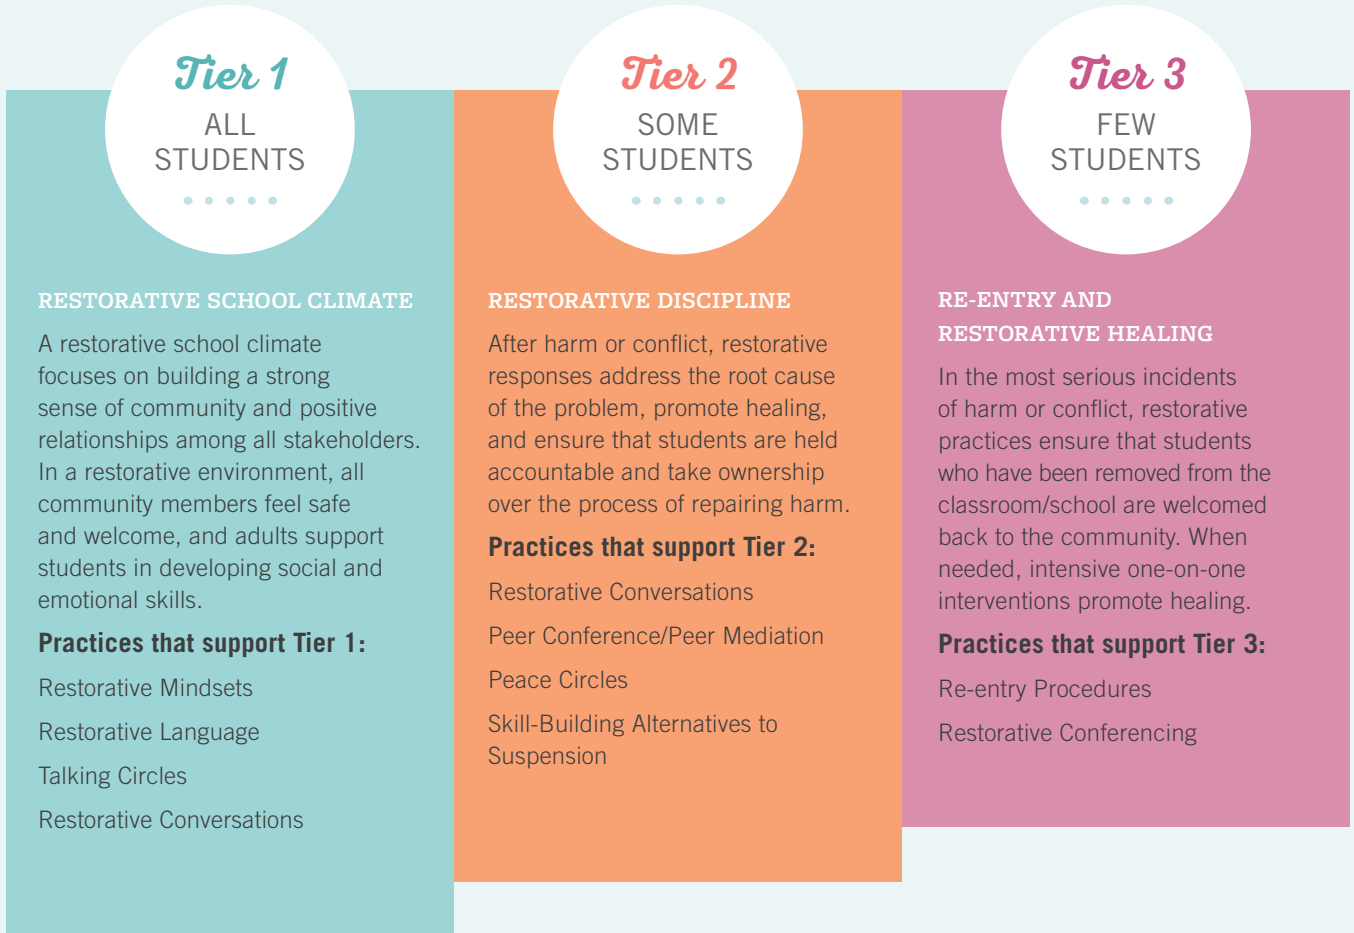 Tier 1
ALL
STUDENTS
RESTORATIVE SCHOOL CLIMATE
A restorative school climate
focuses on building a strong
sense of community and positive
relationships among all stakeholders.
In a restorative environment, all
community members feel safe
and welcome, and adults support
students in developing social and
emotional skills.
Practices that support Tier 1:
Restorative Mindsets
Restorative Language
Talking Circles
Restorative Conversations
Tier 2
SOME
STUDENTS
RESTORATIVE DISCIPLINE
After harm or conflict, restorative
responses address the root cause
of the problem, promote healing,
and ensure that students are held
accountable and take ownership
over the process of repairing harm.
Practices that support Tier 2:
Restorative Conversations
Peer Conference/Peer Mediation
Peace Circles
Skill-Building Alternatives to
Suspension
Tier 3
FEW
STUDENTS
RE-ENTRY AND
RESTORATIVE HEALING
In the most serious incidents
of harm or conflict, restorative
practices ensure that students
who have been removed from the
classroom/school are welcomed
back to the community. When
needed, intensive one-on-one
interventions promote healing.
Practices that support Tier 3:
Re-entry Procedures
Restorative Conferencing